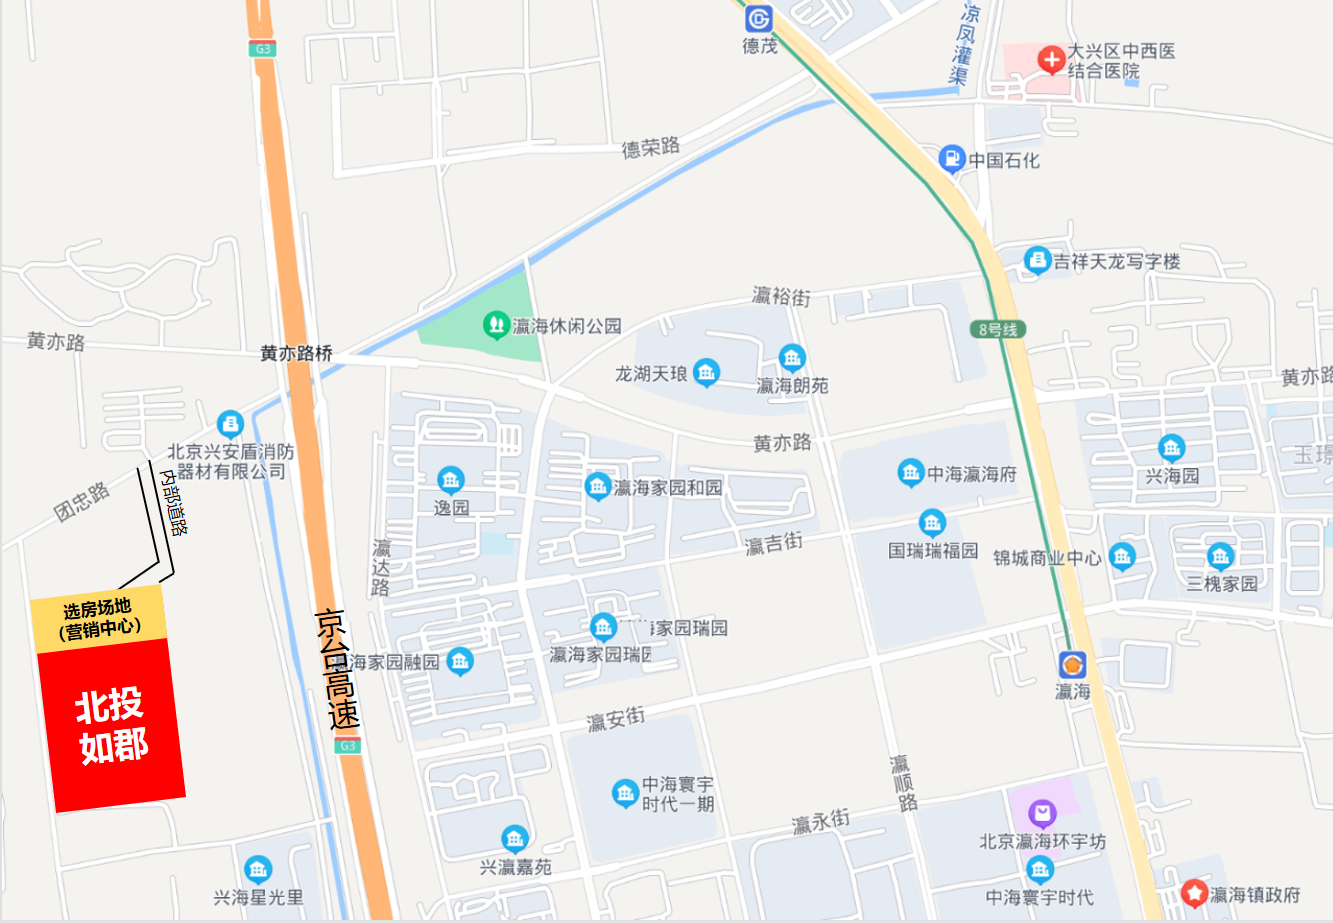 凉凤灌渠
G3
德茂
大兴区中西医
结合医院
德荣路
中国石化
吉祥天龙写字楼
瀛裕街
瀛海休闲公园
8号线
黄亦路
黄亦路桥
龙湖天琅
瀛海朗苑
黄亦路
北京兴安盾消防
器材有限公司
黄亦路
玉璟
中海瀛海府
兴海园
逸园
瀛海家园和园
团忠路
内部道路
瀛达路
瀛吉街
国瑞瑞福园
锦城商业中心
三槐家园
选房场地
(营销中心)
京台高速
家园瑞园
瀛海家园瑞园
瀛海家园融园
瀛海
北投
如郡
瀛安街
G3
中海寰宇
时代一期
瀛顺路
瀛永街
北京瀛海环宇坊
兴瀛嘉苑
兴海星光里
中海寰宇时代
瀛海镇政府